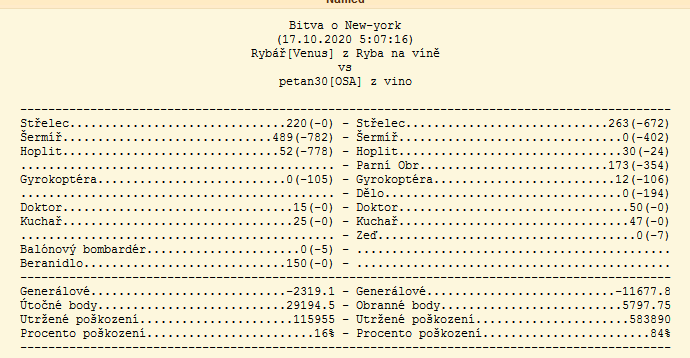 Bitva o New-york
(17.10.2020 5:07:16)
Rybář[Venus] z Ryba na víně
vs
petan30[OSA] z vino
--------------------------------------------------------------------------------------------
Střelec...............................220(-0) - Střelec.............................263(-672)
Šermíř..............................489(-782) - Šermíř................................0(-402)
Hoplit...............................52(-778) - Hoplit................................30(-24)
............................................. - Parní Obr...........................173(-354)
Gyrokoptéra...........................0(-105) - Gyrokoptéra..........................12(-106)
............................................. - Dělo..................................0(-194)
Doktor.................................15(-0) - Doktor.................................50(-0)
Kuchař.................................25(-0) - Kuchař.................................47(-0)
............................................. - Zeď.....................................0(-7)
Balónový bombardér......................0(-5) - .............................................
Beranidlo.............................150(-0) - .............................................
--------------------------------------------------------------------------------------------
Generálové............................-2319.1 - Generálové............................-11677.8
Útočné body...........................29194.5 - Obranné body...........................5797.75
Utržené poškození......................115955 - Utržené poškození.......................583890
Procento poškození........................16% - Procento poškození.........................84%
--------------------------------------------------------------------------------------------